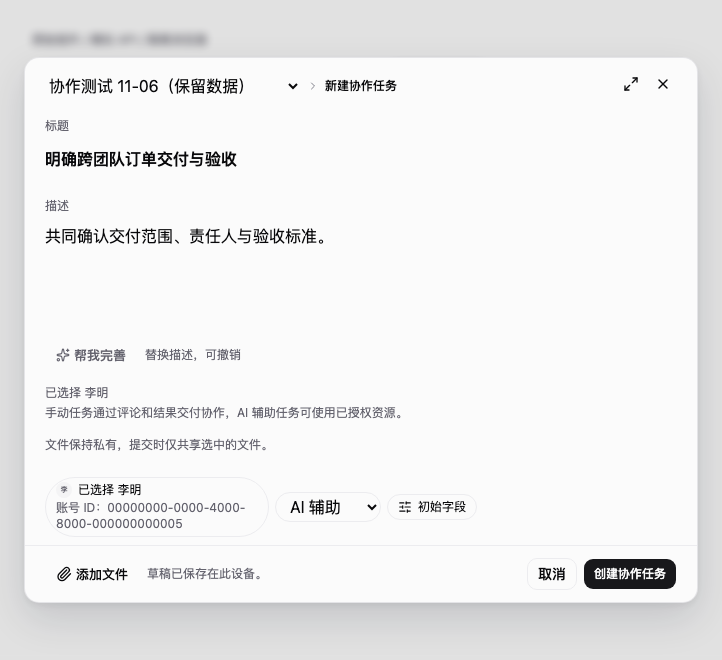 协作测试 11-06（保留数据）
新建协作任务
标题
明确跨团队订单交付与验收
描述
共同确认交付范围、责任人与验收标准。
帮我完善
替换描述，可撤销
已选择 李明
手动任务通过评论和结果交付协作，AI 辅助任务可使用已授权资源。
文件保持私有，提交时仅共享选中的文件。
李
已选择 李明
账号 ID：00000000-0000-4000-
8000-000000000005
AI 辅助
初始字段
添加文件
草稿已保存在此设备。
取消
创建协作任务